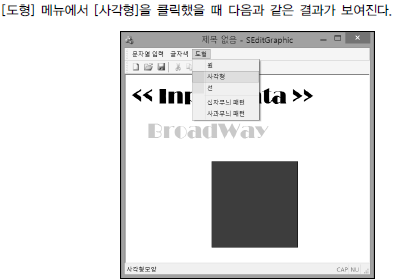 [도형] 메뉴에서 [사각형]을 클릭했을 때 다음과 같은 결과가 보여진다.
제목 없음 - SEditGraphic
문자열 입력 글자색 도형
원
사각형
선
십자무늬 패턴
사과무늬 패턴
<< Inp ta >>
BroadWay
사각형모양 CAP NU